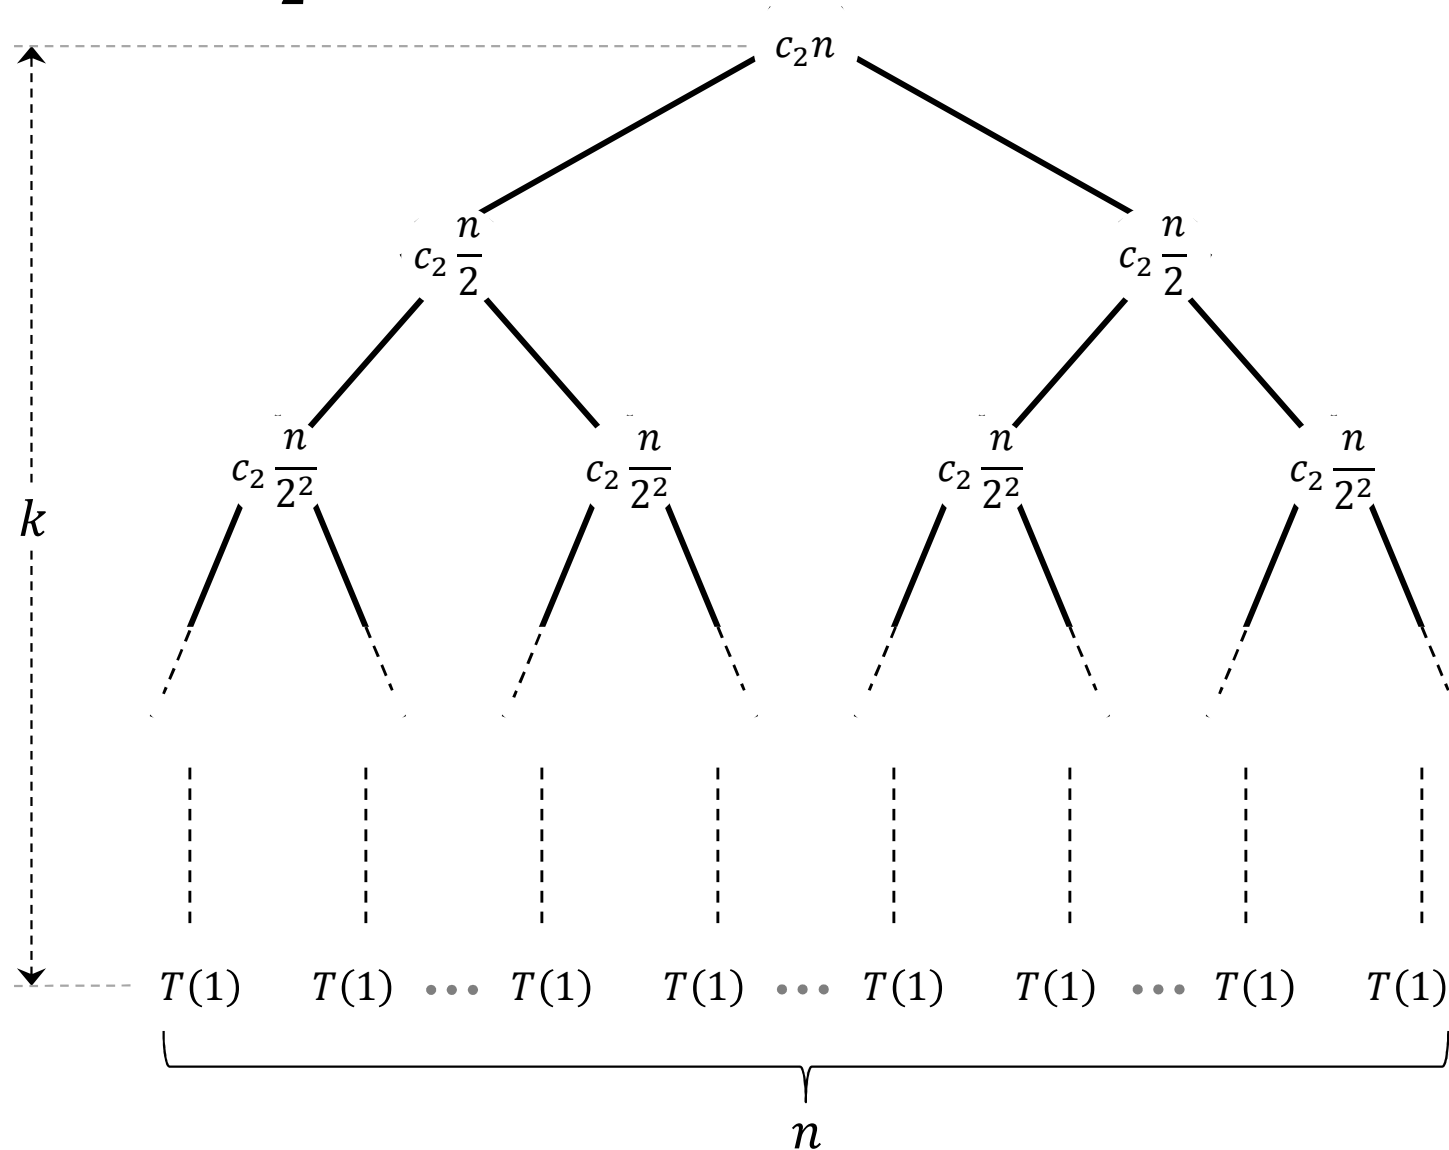 c₂n
c₂ n/2 c₂ n/2
c₂ n/2² c₂ n/2² c₂ n/2² c₂ n/2²
k
T(1) T(1) ••• T(1) T(1) ••• T(1) T(1) ••• T(1) T(1)
n